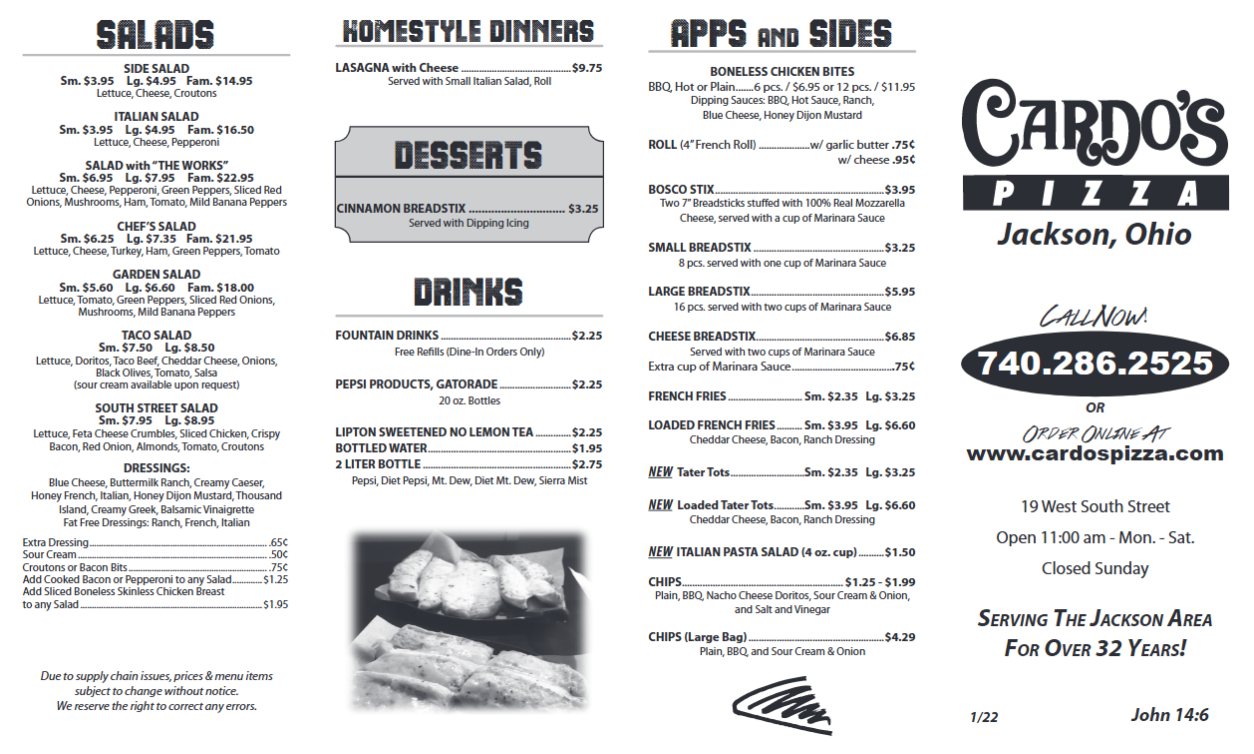 SALADS
SIDE SALAD
Sm. $3.95 Lg. $4.95 Fam. $14.95
Lettuce, Cheese, Croutons
ITALIAN SALAD
Sm. $3.95 Lg. $4.95 Fam. $16.50
Lettuce, Cheese, Pepperoni
SALAD with "THE WORKS"
Sm. $6.95 Lg. $7.95 Fam. $22.95
Lettuce, Cheese, Pepperoni, Green Peppers, Sliced Red
Onions, Mushrooms, Ham, Tomato, Mild Banana Peppers
CHEF'S SALAD
Sm. $6.25 Lg. $7.35 Fam. $21.95
Lettuce, Cheese, Turkey, Ham, Green Peppers, Tomato
GARDEN SALAD
Sm. $5.60 Lg. $6.60 Fam. $18.00
Lettuce, Tomato, Green Peppers, Sliced Red Onions,
Mushrooms, Mild Banana Peppers
TACO SALAD
Sm. $7.50 Lg. $8.50
Lettuce, Doritos, Taco Beef, Cheddar Cheese, Onions,
Black Olives, Tomato, Salsa
(sour cream available upon request)
SOUTH STREET SALAD
Sm. $7.95 Lg. $8.95
Lettuce, Feta Cheese Crumbles, Sliced Chicken, Crispy
Bacon, Red Onion, Almonds, Tomato, Croutons
DRESSINGS:
Blue Cheese, Buttermilk Ranch, Creamy Caeser,
Honey French, Italian, Honey Dijon Mustard, Thousand
Island, Creamy Greek, Balsamic Vinaigrette
Fat Free Dressings: Ranch, French, Italian
Extra Dressing .65¢
Sour Cream .50¢
Croutons or Bacon Bits .75¢
Add Cooked Bacon or Pepperoni to any Salad $1.25
Add Sliced Boneless Skinless Chicken Breast
to any Salad $1.95
Due to supply chain issues, prices & menu items
subject to change without notice.
We reserve the right to correct any errors.
HOMESTYLE DINNERS
LASAGNA with Cheese $9.75
Served with Small Italian Salad, Roll
DESSERTS
CINNAMON BREADSTIX $3.25
Served with Dipping Icing
DRINKS
FOUNTAIN DRINKS $2.25
Free Refills (Dine-In Orders Only)
PEPSI PRODUCTS, GATORADE $2.25
20 oz. Bottles
LIPTON SWEETENED NO LEMON TEA $2.25
BOTTLED WATER $1.95
2 LITER BOTTLE $2.75
Pepsi, Diet Pepsi, Mt. Dew, Diet Mt. Dew, Sierra Mist
APPS AND SIDES
BONELESS CHICKEN BITES
BBQ, Hot or Plain.......6 pcs. / $6.95 or 12 pcs. / $11.95
Dipping Sauces: BBQ, Hot Sauce, Ranch,
Blue Cheese, Honey Dijon Mustard
ROLL (4" French Roll) w/ garlic butter .75¢
w/ cheese .95¢
BOSCO STIX $3.95
Two 7" Breadsticks stuffed with 100% Real Mozzarella
Cheese, served with a cup of Marinara Sauce
SMALL BREADSTIX $3.25
8 pcs. served with one cup of Marinara Sauce
LARGE BREADSTIX $5.95
16 pcs. served with two cups of Marinara Sauce
CHEESE BREADSTIX $6.85
Served with two cups of Marinara Sauce
Extra cup of Marinara Sauce .75¢
FRENCH FRIES Sm. $2.35 Lg. $3.25
LOADED FRENCH FRIES Sm. $3.95 Lg. $6.60
Cheddar Cheese, Bacon, Ranch Dressing
NEW Tater Tots Sm. $2.35 Lg. $3.25
NEW Loaded Tater Tots Sm. $3.95 Lg. $6.60
Cheddar Cheese, Bacon, Ranch Dressing
NEW ITALIAN PASTA SALAD (4 oz. cup) $1.50
CHIPS $1.25 - $1.99
Plain, BBQ, Nacho Cheese Doritos, Sour Cream & Onion,
and Salt and Vinegar
CHIPS (Large Bag) $4.29
Plain, BBQ, and Sour Cream & Onion
CARDO'S
PIZZA
Jackson, Ohio
CALL NOW!
740.286.2525
OR
ORDER ONLINE AT
www.cardospizza.com
19 West South Street
Open 11:00 am - Mon. - Sat.
Closed Sunday
SERVING THE JACKSON AREA
FOR OVER 32 YEARS!
1/22
John 14:6